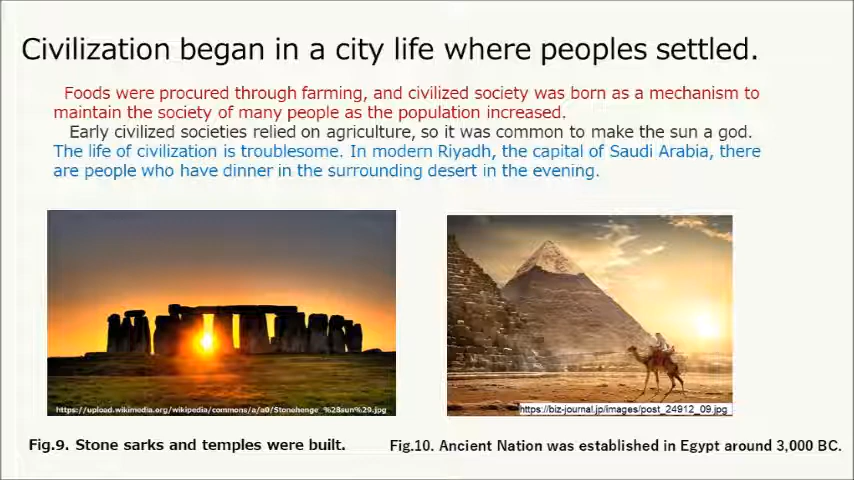 Civilization began in a city life where peoples settled.
Foods were procured through farming, and civilized society was born as a mechanism to
maintain the society of many people as the population increased.
Early civilized societies relied on agriculture, so it was common to make the sun a god.
The life of civilization is troublesome. In modern Riyadh, the capital of Saudi Arabia, there
are people who have dinner in the surrounding desert in the evening.
https://upload.wikimedia.org/wikipedia/commons/a/a0/Stonehenge_%28sun%29.jpg
https://biz-journal.jp/images/post_24912_09.jpg
Fig.9. Stone sarks and temples were built.
Fig.10. Ancient Nation was established in Egypt around 3,000 BC.